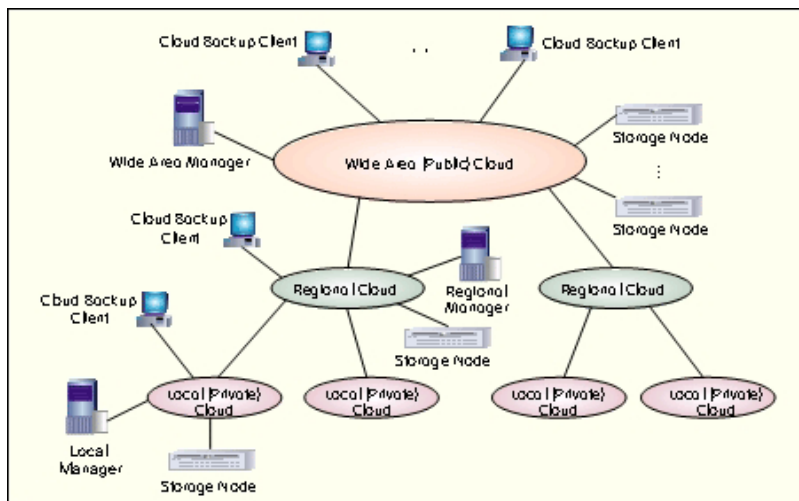 Cloud Backup Client
. .
Cloud Backup Client
Wide Area Manager
Wide Area (Public) Cloud
Storage Node
...
Storage Node
Cloud Backup
Client
Regional Cloud
Regional
Manager
Regional Cloud
Cloud Backup
Client
Storage Node
Local (Private)
Cloud
Local (Private)
Cloud
Local (Private)
Cloud
Local (Private)
Cloud
Local
Manager
Storage Node